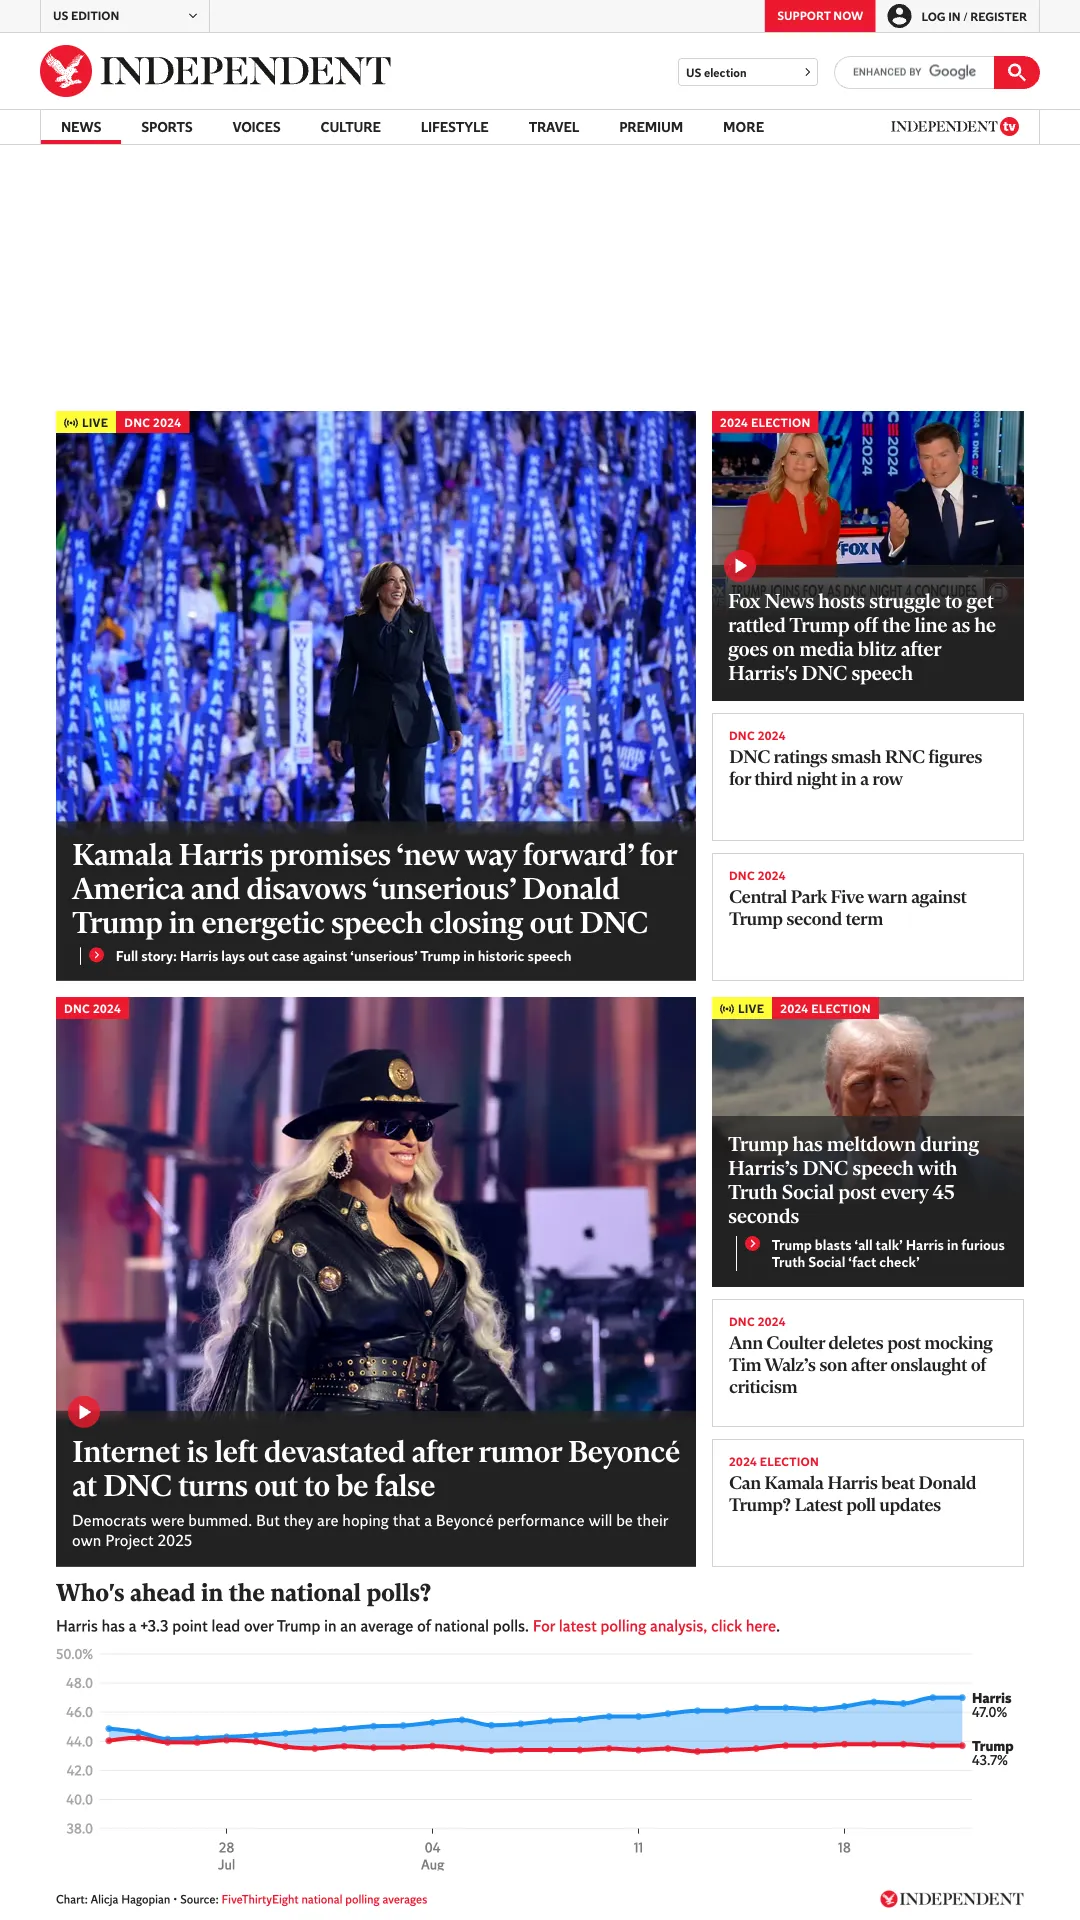 US EDITION
SUPPORT NOW
LOG IN / REGISTER
INDEPENDENT
US election
ENHANCED BY Google
NEWS
SPORTS
VOICES
CULTURE
LIFESTYLE
TRAVEL
PREMIUM
MORE
INDEPENDENT tv
LIVE
DNC 2024
KAMALA
WISCONSIN
Kamala Harris promises ‘new way forward’ for
America and disavows ‘unserious’ Donald
Trump in energetic speech closing out DNC
Full story: Harris lays out case against ‘unserious’ Trump in historic speech
2024 ELECTION
FOX N
TRUMP JOINS FOX AS DNC NIGHT 4 CONCLUDES
Fox News hosts struggle to get
rattled Trump off the line as he
goes on media blitz after
Harris's DNC speech
DNC 2024
DNC ratings smash RNC figures
for third night in a row
DNC 2024
Central Park Five warn against
Trump second term
DNC 2024
Internet is left devastated after rumor Beyoncé
at DNC turns out to be false
Democrats were bummed. But they are hoping that a Beyoncé performance will be their
own Project 2025
LIVE
2024 ELECTION
Trump has meltdown during
Harris’s DNC speech with
Truth Social post every 45
seconds
Trump blasts ‘all talk’ Harris in furious
Truth Social ‘fact check’
DNC 2024
Ann Coulter deletes post mocking
Tim Walz’s son after onslaught of
criticism
2024 ELECTION
Can Kamala Harris beat Donald
Trump? Latest poll updates
Who's ahead in the national polls?
Harris has a +3.3 point lead over Trump in an average of national polls. For latest polling analysis, click here.
50.0%
48.0
46.0
44.0
42.0
40.0
38.0
Harris
47.0%
Trump
43.7%
28
Jul
04
Aug
11
18
Chart: Alicja Hagopian • Source: FiveThirtyEight national polling averages
INDEPENDENT